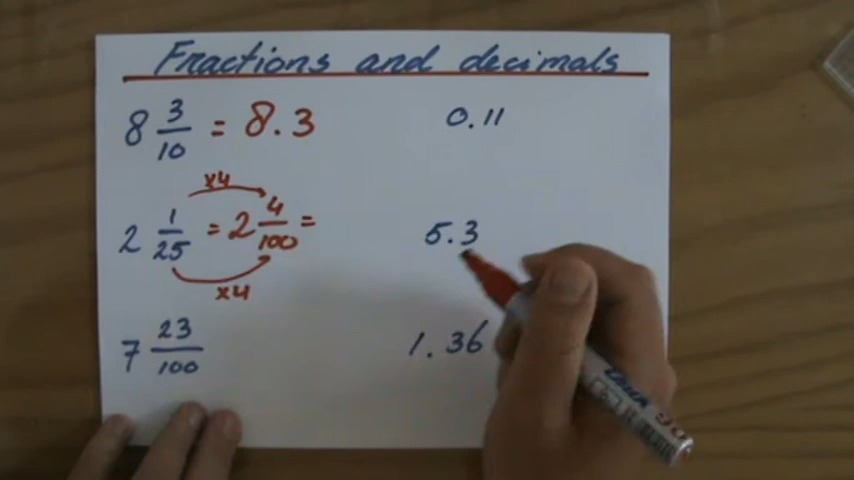 Fractions and decimals
8 3/10 = 8.3
0.11
x4
2 1/25 = 2 4/100 =
x4
5.3
7 23/100
1.36